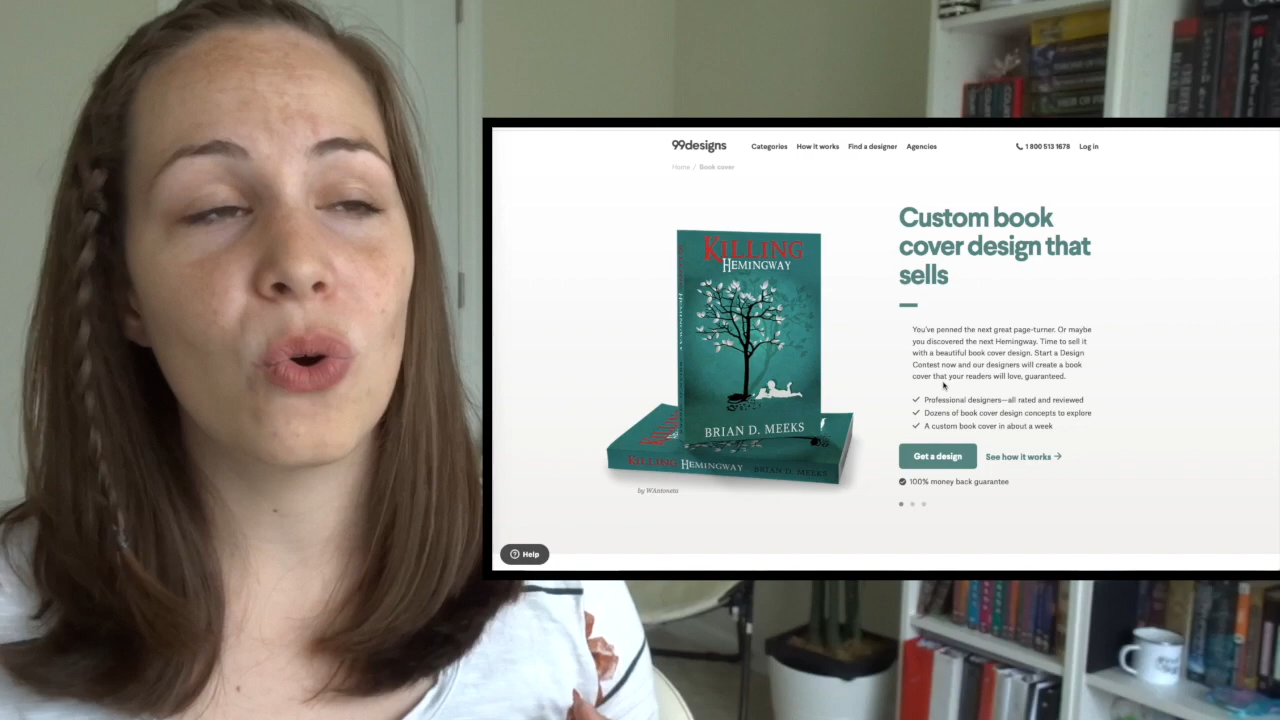 99designs
Categories How it works Find a designer Agencies 1 800 513 1678 Log in
Home / Book cover
KILLING
HEMINGWAY
BRIAN D. MEEKS
KILLING HEMINGWAY BRIAN D. MEEKS
by WAntoneta
Custom book
cover design that
sells
You've penned the next great page-turner. Or maybe
you discovered the next Hemingway. Time to sell it
with a beautiful book cover design. Start a Design
Contest now and our designers will create a book
cover that your readers will love, guaranteed.
Professional designers—all rated and reviewed
Dozens of book cover design concepts to explore
A custom book cover in about a week
Get a design See how it works →
100% money back guarantee
Help